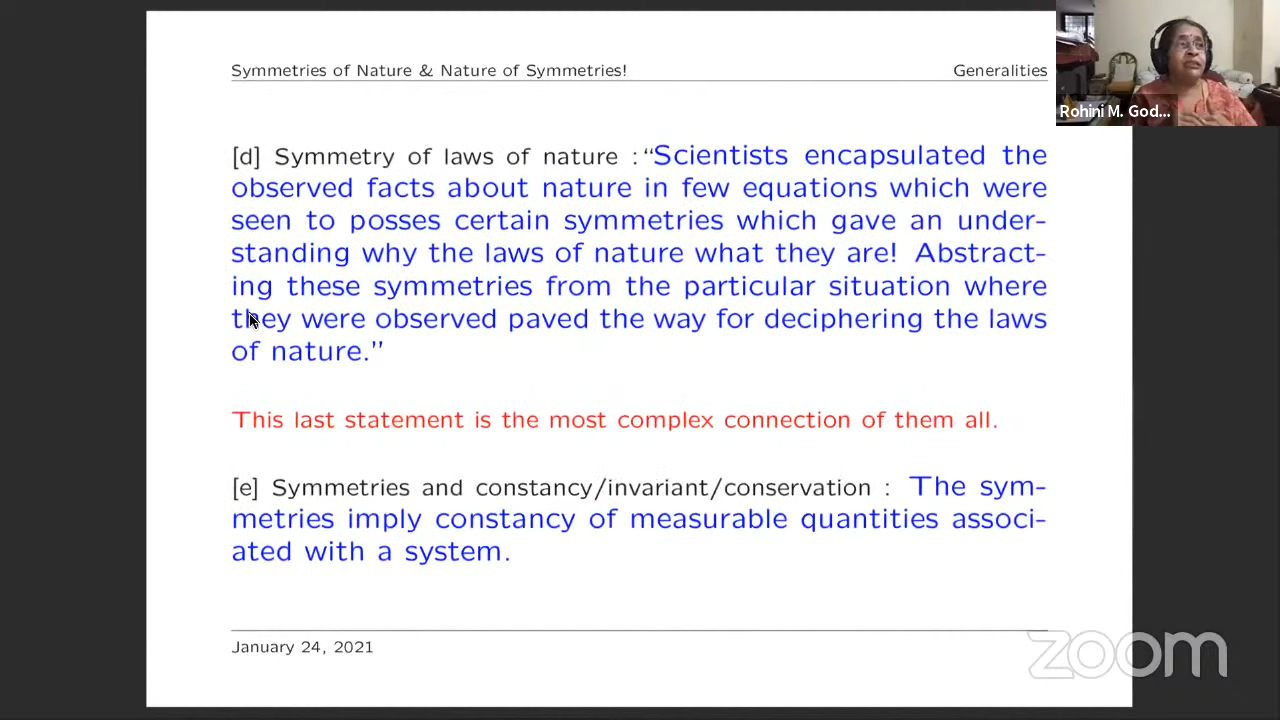 Symmetries of Nature & Nature of Symmetries!
Generalities
Rohini M. God...
[d] Symmetry of laws of nature :“Scientists encapsulated the
observed facts about nature in few equations which were
seen to posses certain symmetries which gave an under-
standing why the laws of nature what they are! Abstract-
ing these symmetries from the particular situation where
they were observed paved the way for deciphering the laws
of nature.”
This last statement is the most complex connection of them all.
[e] Symmetries and constancy/invariant/conservation : The sym-
metries imply constancy of measurable quantities associ-
ated with a system.
January 24, 2021
zoom